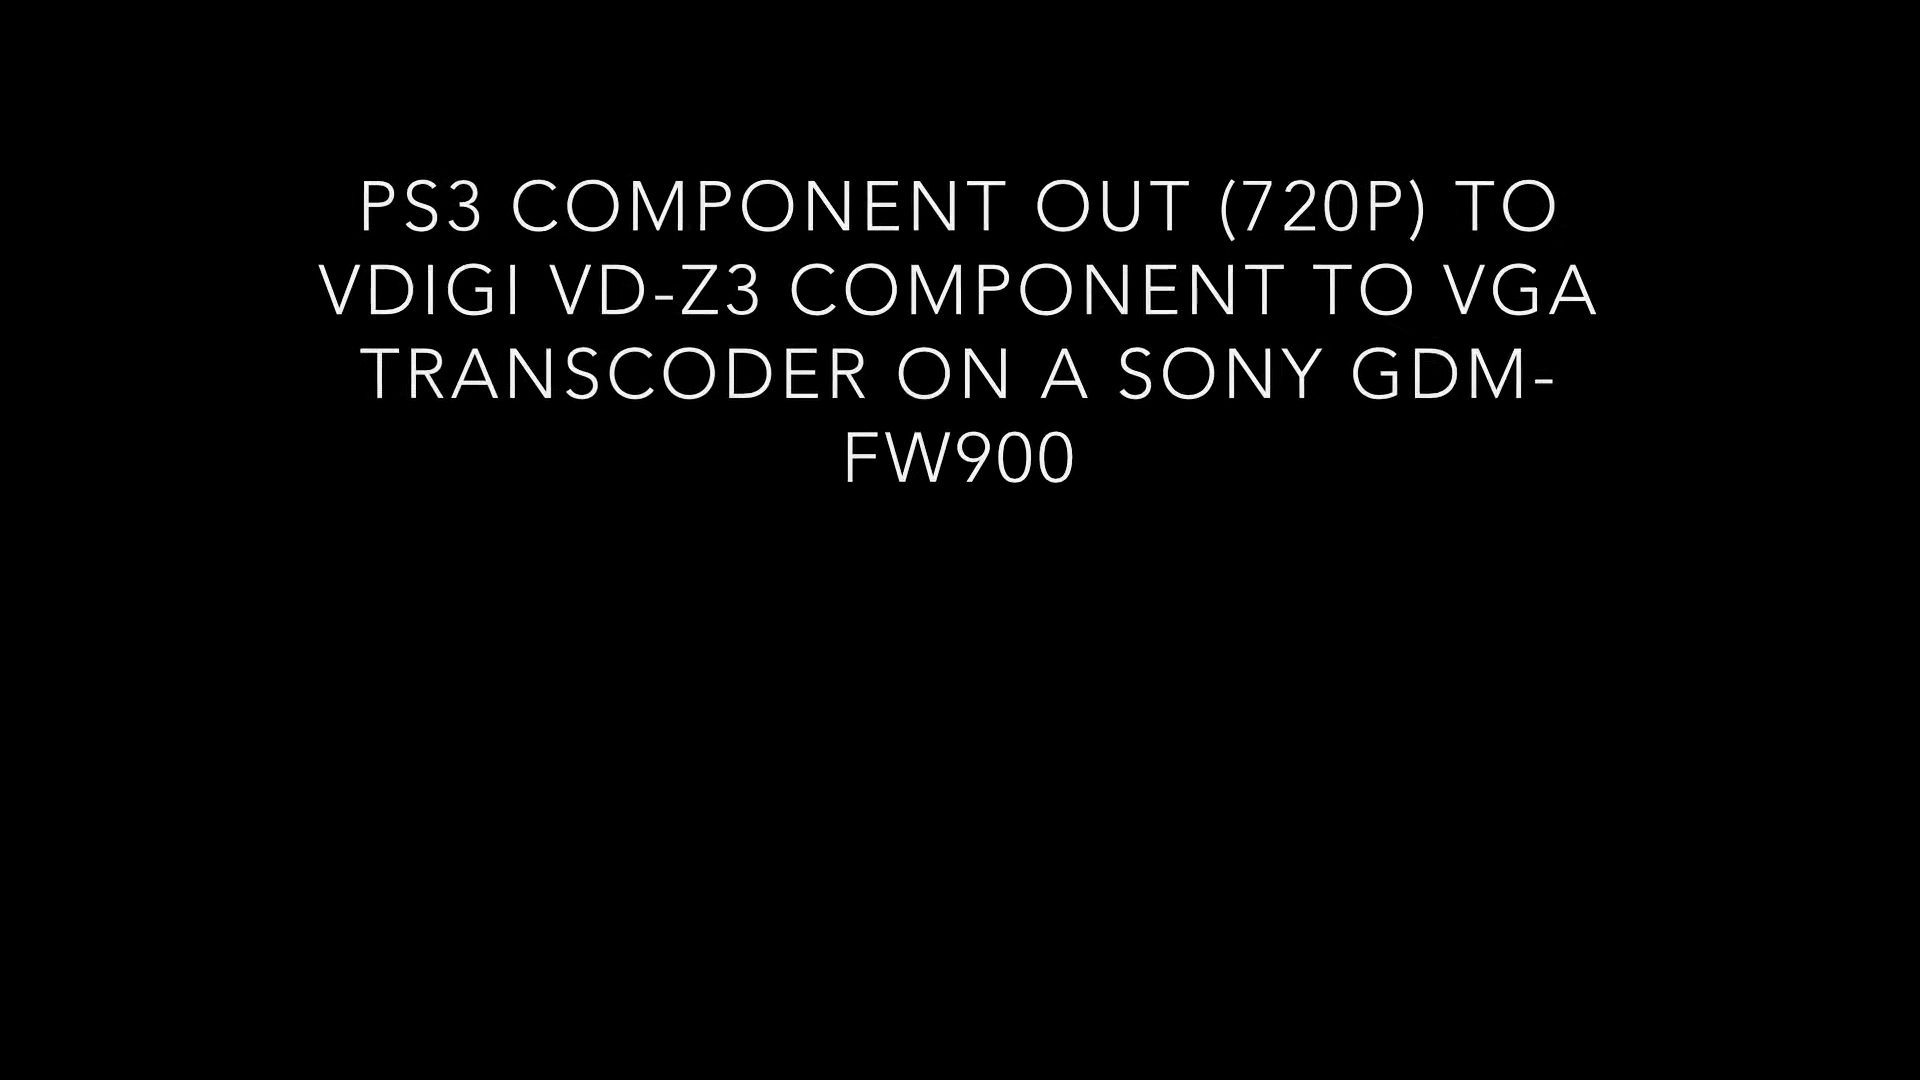 PS3 COMPONENT OUT (720P) TO
VDIGI VD-Z3 COMPONENT TO VGA
TRANSCODER ON A SONY GDM-
FW900